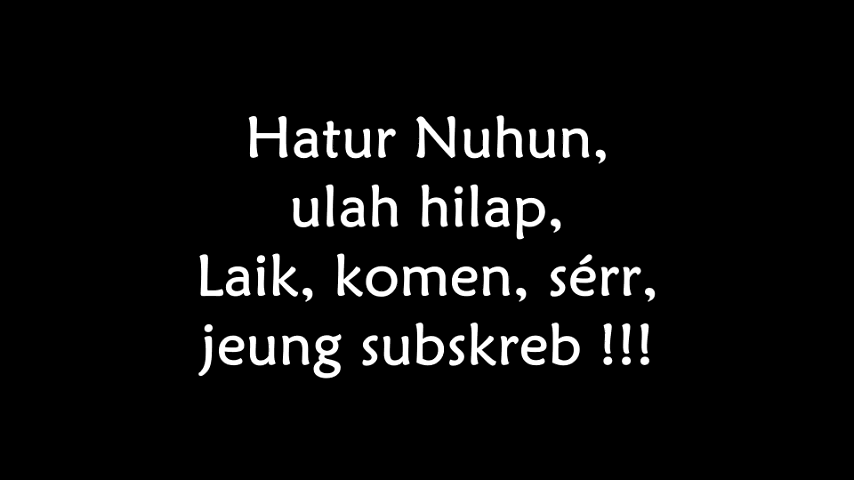 Hatur Nuhun,
ulah hilap,
Laik, komen, sérr,
jeung subskreb !!!